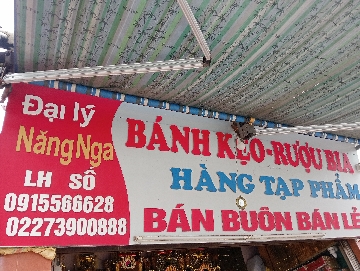 Đại lý
Năng Nga
LH SỐ
0915566628
02273900888
BÁNH KẸO-RƯỢU BIA
HÀNG TẠP PHẨM
BÁN BUÔN BÁN LẺ